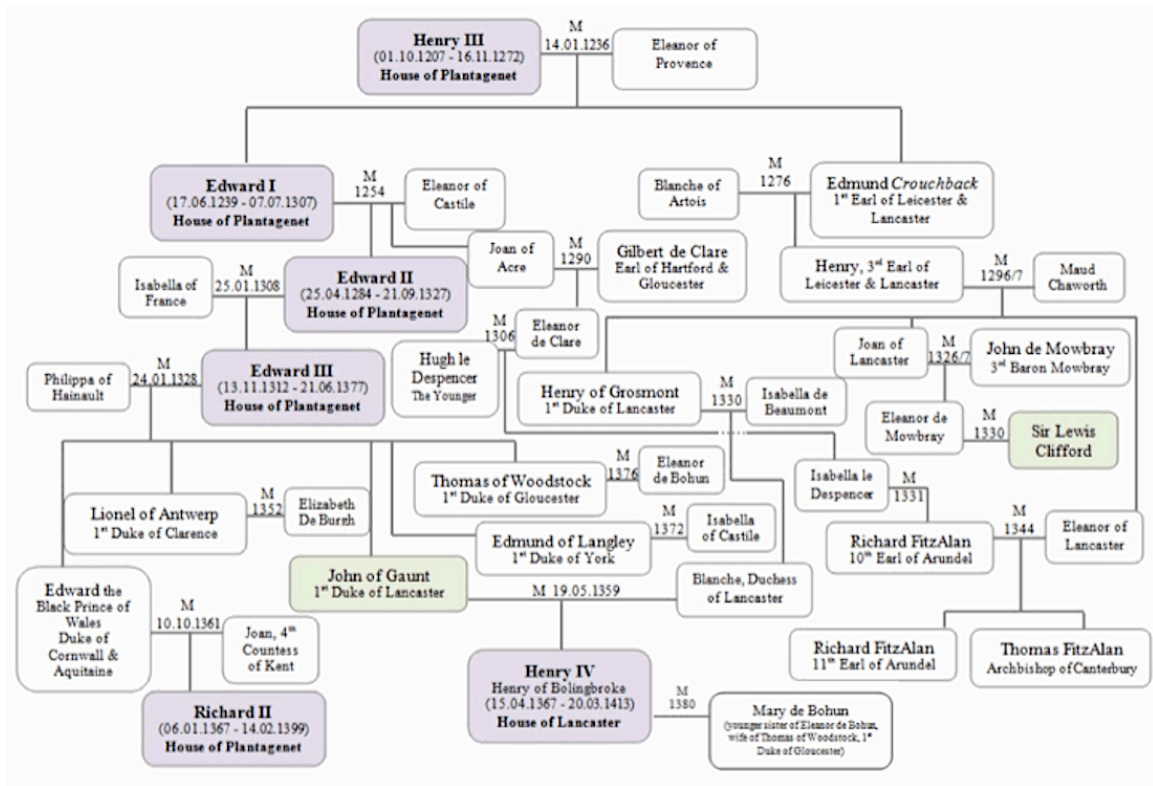 Henry III
(01.10.1207 - 16.11.1272)
House of Plantagenet
M
14.01.1236
Eleanor of
Provence
Edward I
(17.06.1239 - 07.07.1307)
House of Plantagenet
M
1254
Eleanor of
Castile
Blanche of
Artois
M
1276
Edmund Crouchback
1st Earl of Leicester &
Lancaster
Joan of
Acre
M
1290
Gilbert de Clare
Earl of Hartford &
Gloucester
Henry, 3rd Earl of
Leicester & Lancaster
M
1296/7
Maud
Chaworth
Isabella of
France
M
25.01.1308
Edward II
(25.04.1284 - 21.09.1327)
House of Plantagenet
M
1306
Eleanor
de Clare
Hugh le
Despencer
The Younger
Joan of
Lancaster
M
1326/7
John de Mowbray
3rd Baron Mowbray
Philippa of
Hainault
M
24.01.1328
Edward III
(13.11.1312 - 21.06.1377)
House of Plantagenet
Henry of Grosmont
1st Duke of Lancaster
M
1330
Isabella de
Beaumont
Eleanor de
Mowbray
M
1330
Sir Lewis
Clifford
Thomas of Woodstock
1st Duke of Gloucester
M
1376
Eleanor
de Bohun
Isabella le
Despencer
M
1331
Lionel of Antwerp
1st Duke of Clarence
M
1352
Elizabeth
De Burgh
Edmund of Langley
1st Duke of York
M
1372
Isabella
of Castile
Richard FitzAlan
10th Earl of Arundel
M
1344
Eleanor of
Lancaster
John of Gaunt
1st Duke of Lancaster
M 19.05.1359
Blanche, Duchess
of Lancaster
Edward the
Black Prince of
Wales
Duke of
Cornwall &
Aquitaine
M
10.10.1361
Joan, 4th
Countess
of Kent
Richard FitzAlan
11th Earl of Arundel
Thomas FitzAlan
Archbishop of Canterbury
Henry IV
Henry of Bolingbroke
(15.04.1367 - 20.03.1413)
House of Lancaster
M
1380
Mary de Bohun
(younger sister of Eleanor de Bohun,
wife of Thomas of Woodstock, 1st
Duke of Gloucester)
Richard II
(06.01.1367 - 14.02.1399)
House of Plantagenet